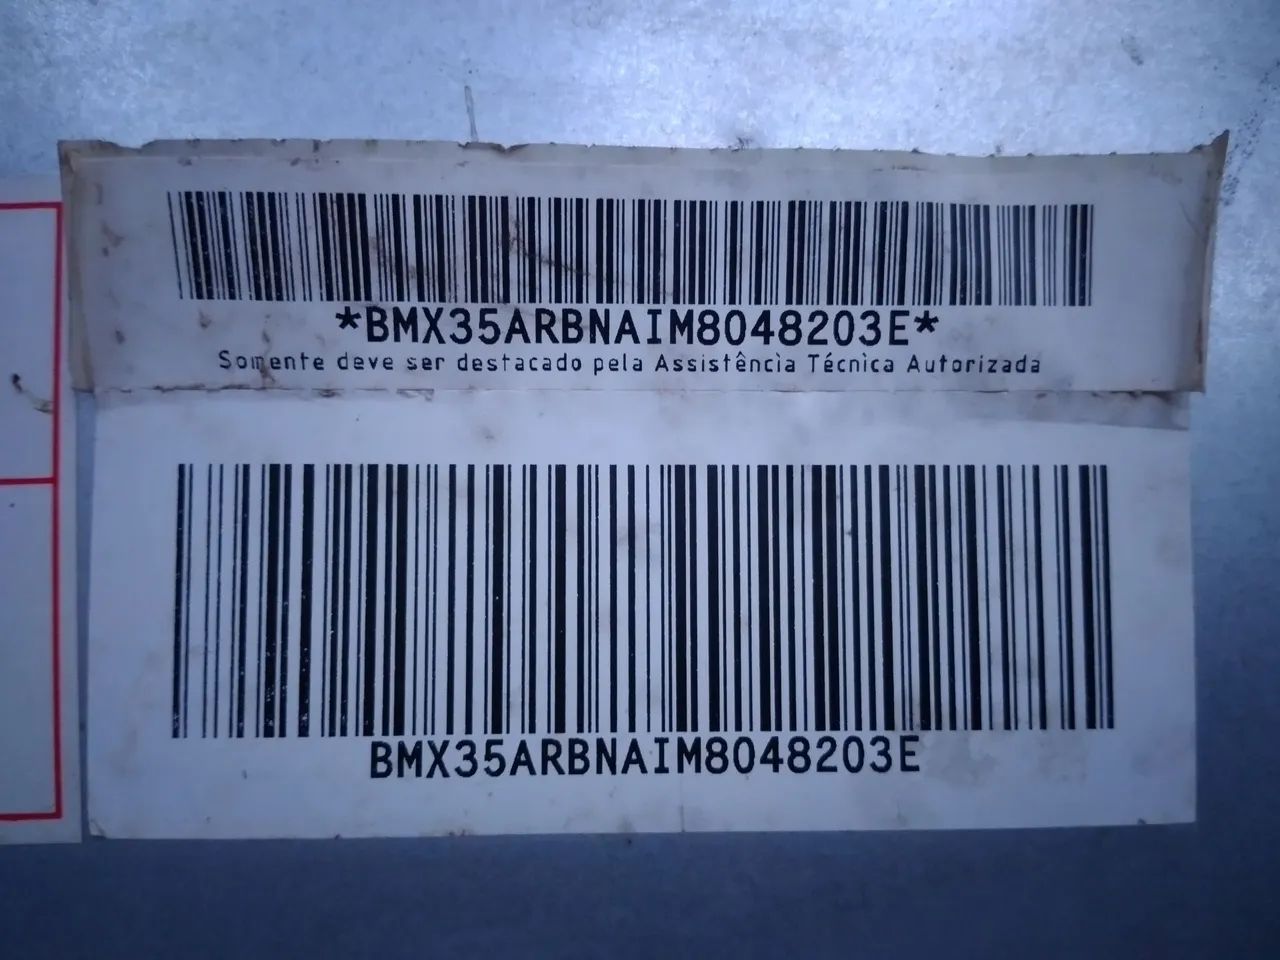 *BMX35ARBNAIM8048203E*
Somente deve ser destacado pela Assistência Técnica Autorizada
BMX35ARBNAIM8048203E